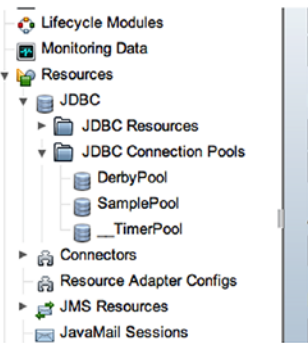 Lifecycle Modules
Monitoring Data
Resources
JDBC
JDBC Resources
JDBC Connection Pools
DerbyPool
SamplePool
__TimerPool
Connectors
Resource Adapter Configs
JMS Resources
JavaMail Sessions